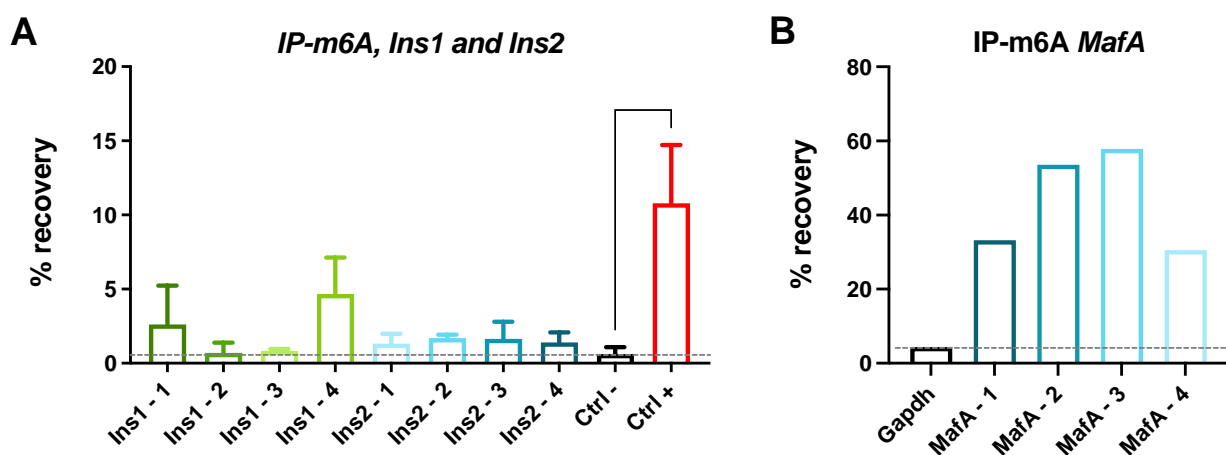 A
IP-m6A, Ins1 and Ins2
% recovery
20
15
10
5
0
Ins1 - 1
Ins1 - 2
Ins1 - 3
Ins1 - 4
Ins2 - 1
Ins2 - 2
Ins2 - 3
Ins2 - 4
Ctrl -
Ctrl +
B
IP-m6A MafA
% recovery
80
60
40
20
0
Gapdh
MafA - 1
MafA - 2
MafA - 3
MafA - 4